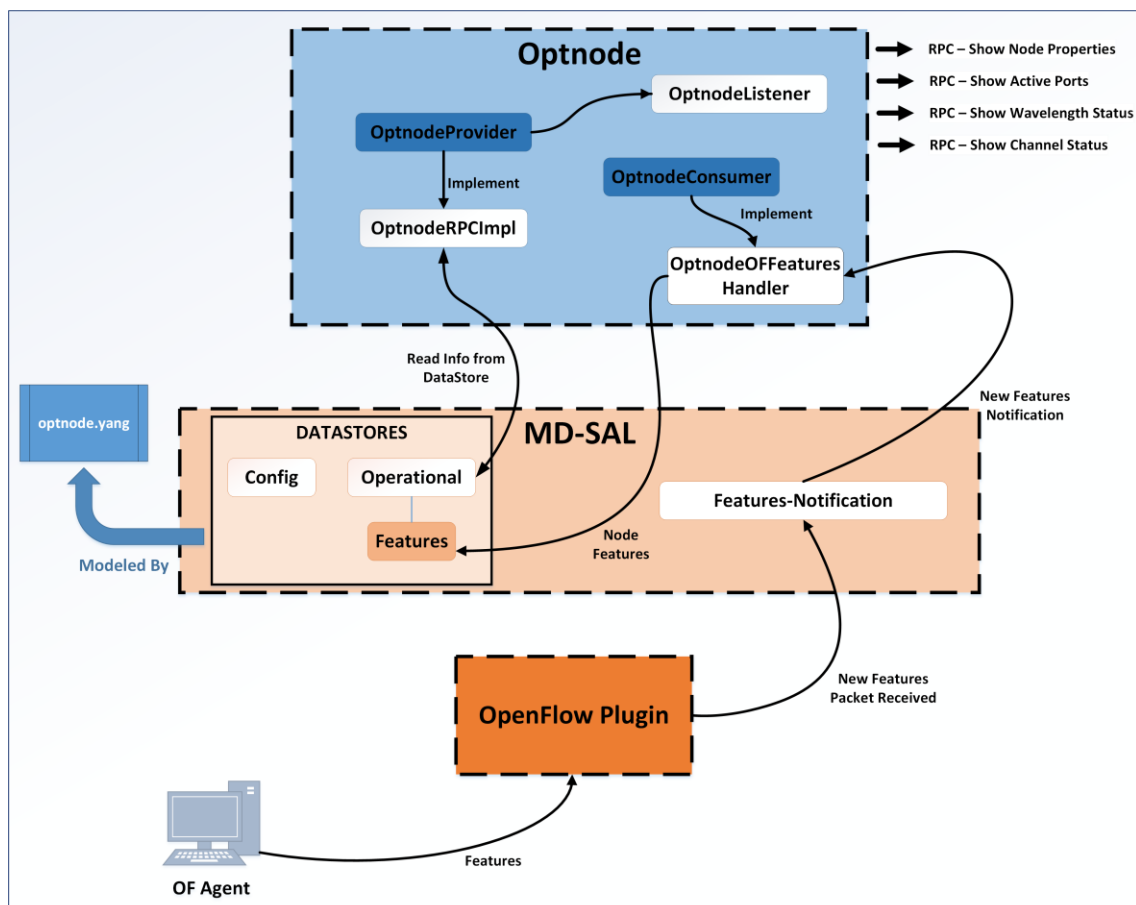 Optnode
RPC – Show Node Properties
RPC – Show Active Ports
RPC – Show Wavelength Status
RPC – Show Channel Status
OptnodeListener
OptnodeProvider
OptnodeConsumer
Implement
Implement
OptnodeRPCImpl
OptnodeOFFeatures
Handler
Read Info from
DataStore
New Features
Notification
optnode.yang
DATASTORES
MD-SAL
Config
Operational
Features-Notification
Features
Node
Features
Modeled By
New Features
Packet Received
OpenFlow Plugin
Features
OF Agent